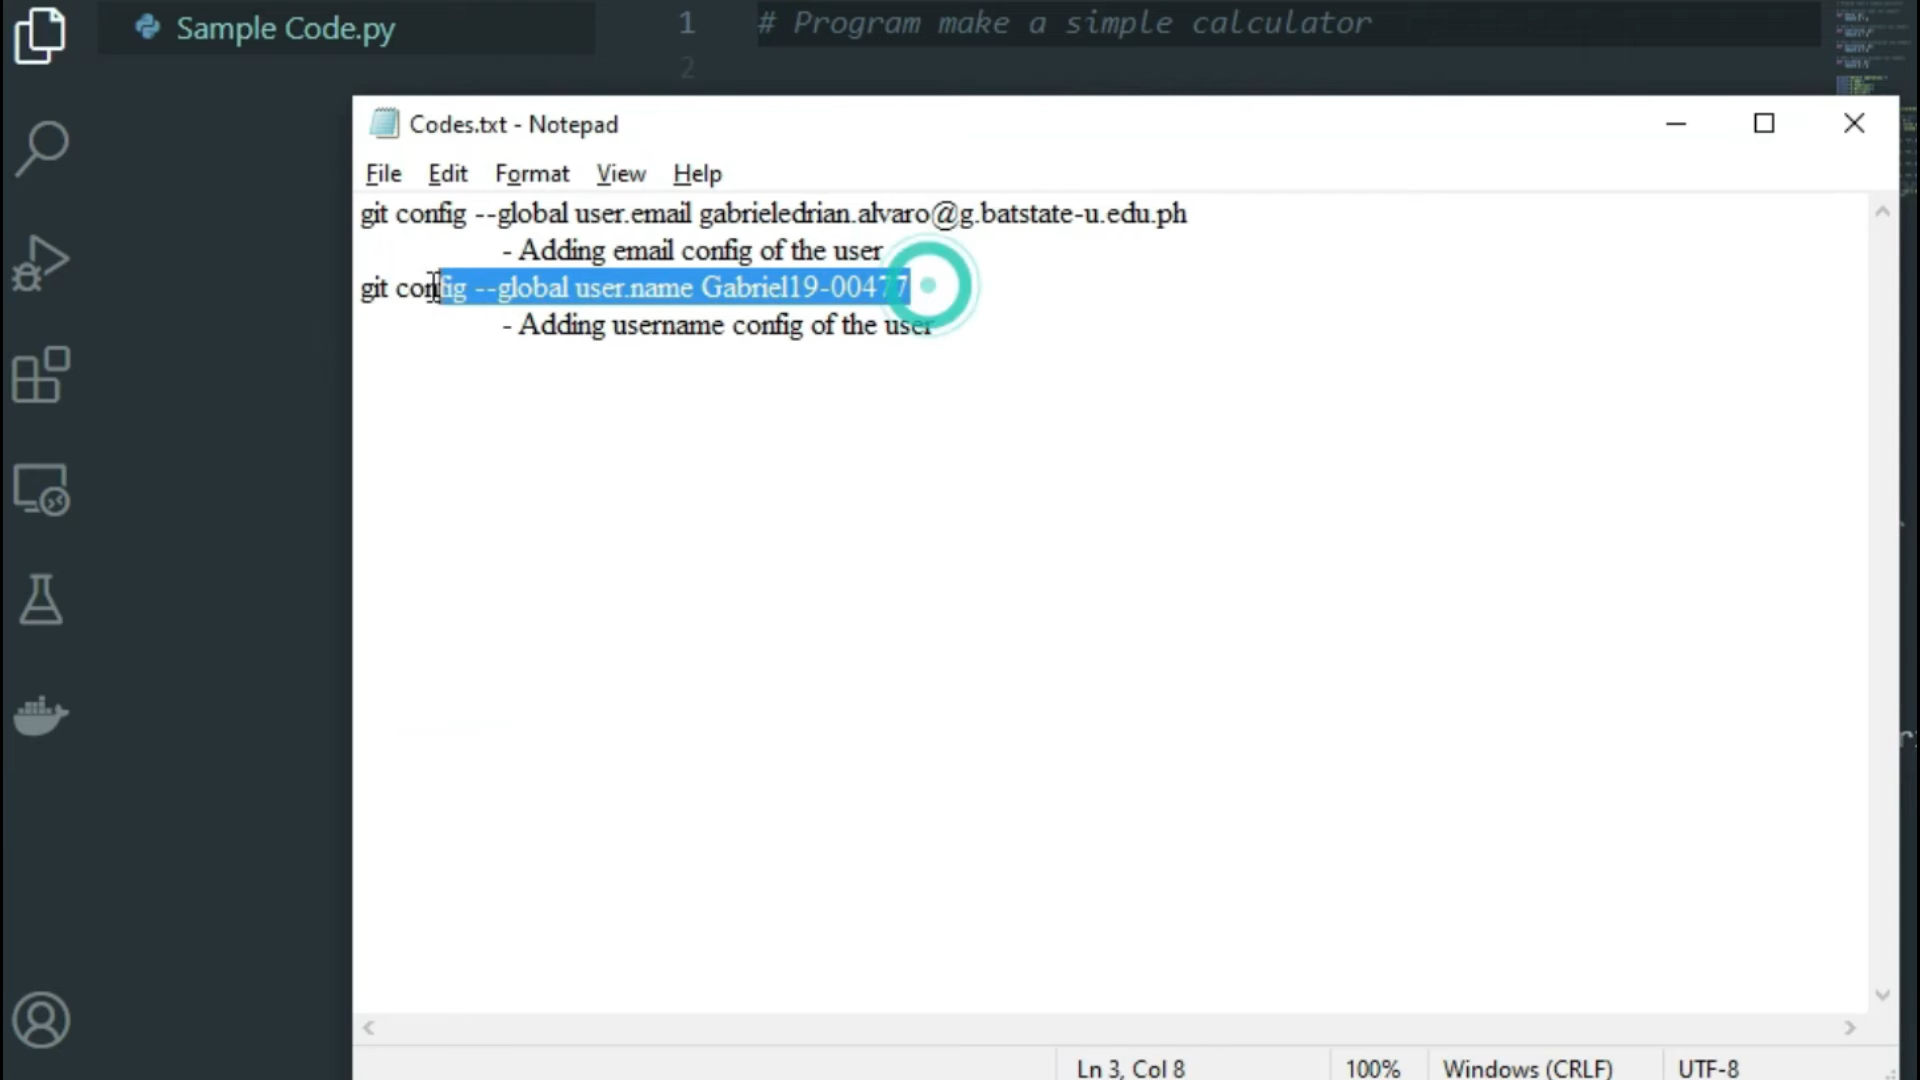 Sample Code.py
1 # Program make a simple calculator
2
Codes.txt - Notepad
File Edit Format View Help
git config --global user.email gabrieledrian.alvaro@g.batstate-u.edu.ph
- Adding email config of the user
git config --global user.name Gabriel19-00477
- Adding username config of the user
Ln 3, Col 8 100% Windows (CRLF) UTF-8